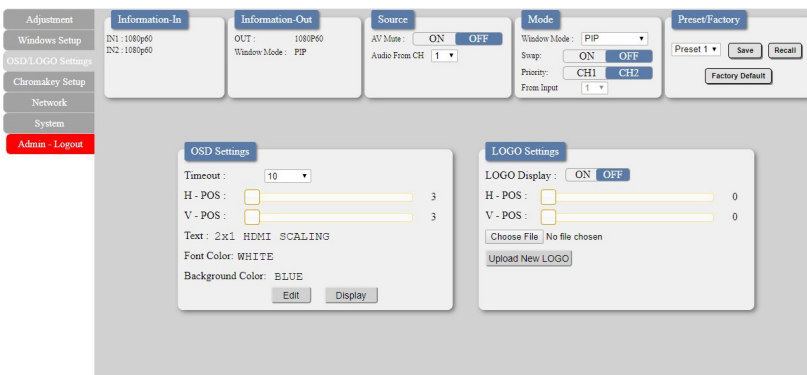 Adjustment
Windows Setup
OSD/LOGO Settings
Chromakey Setup
Network
System
Admin - Logout
Information-In
IN1 : 1080p60
IN2 : 1080p60
Information-Out
OUT : 1080P60
Window Mode : PIP
Source
AV Mute : ON OFF
Audio From CH 1
Mode
Window Mode : PIP
Swap: ON OFF
Priority: CH1 CH2
From Input 1
Preset/Factory
Preset 1 Save Recall
Factory Default
OSD Settings
Timeout : 10
H - POS : 3
V - POS : 3
Text : 2x1 HDMI SCALING
Font Color: WHITE
Background Color: BLUE
Edit Display
LOGO Settings
LOGO Display : ON OFF
H - POS : 0
V - POS : 0
Choose File No file chosen
Upload New LOGO